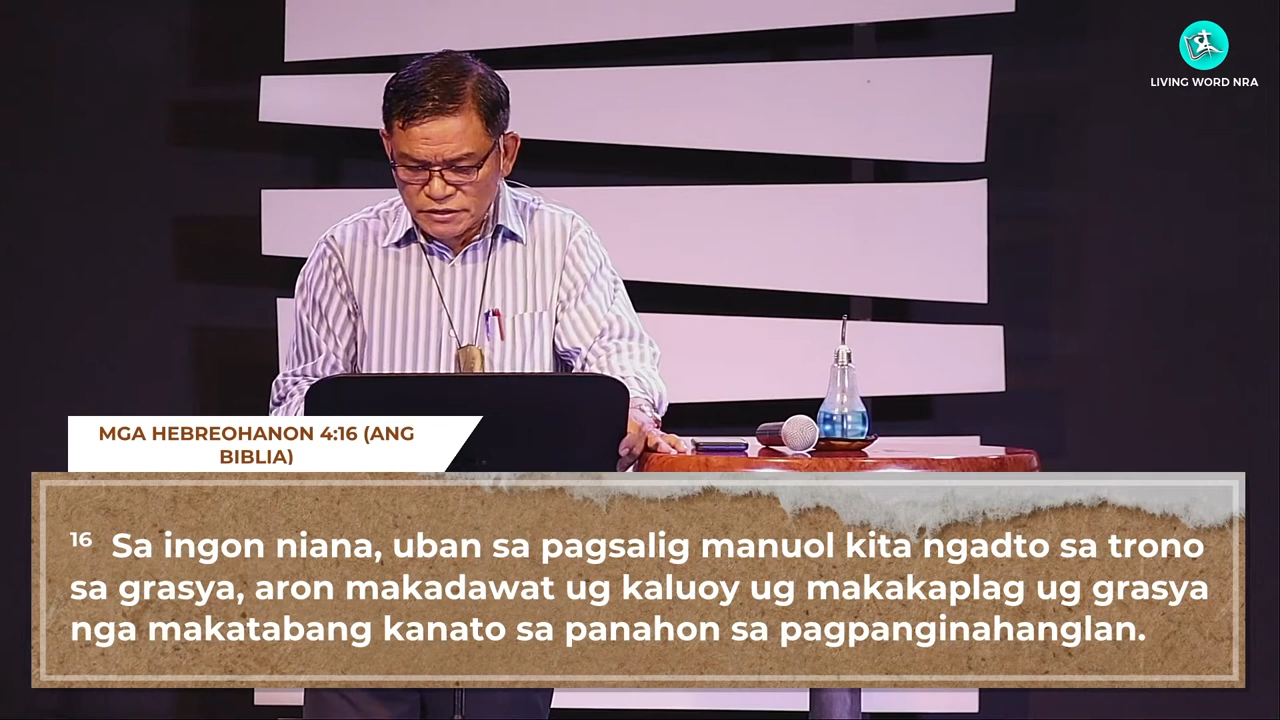 LIVING WORD NRA
MGA HEBREOHANON 4:16 (ANG
BIBLIA)
16 Sa ingon niana, uban sa pagsalig manuol kita ngadto sa trono
sa grasya, aron makadawat ug kaluoy ug makakaplag ug grasya
nga makatabang kanato sa panahon sa pagpanginahanglan.